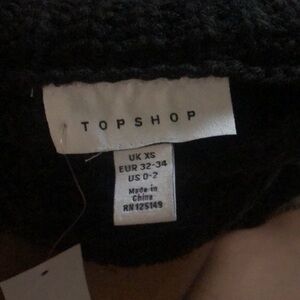 TOPSHOP
UK XS
EUR 32-34
US 0-2
Made in
China
RN 125149